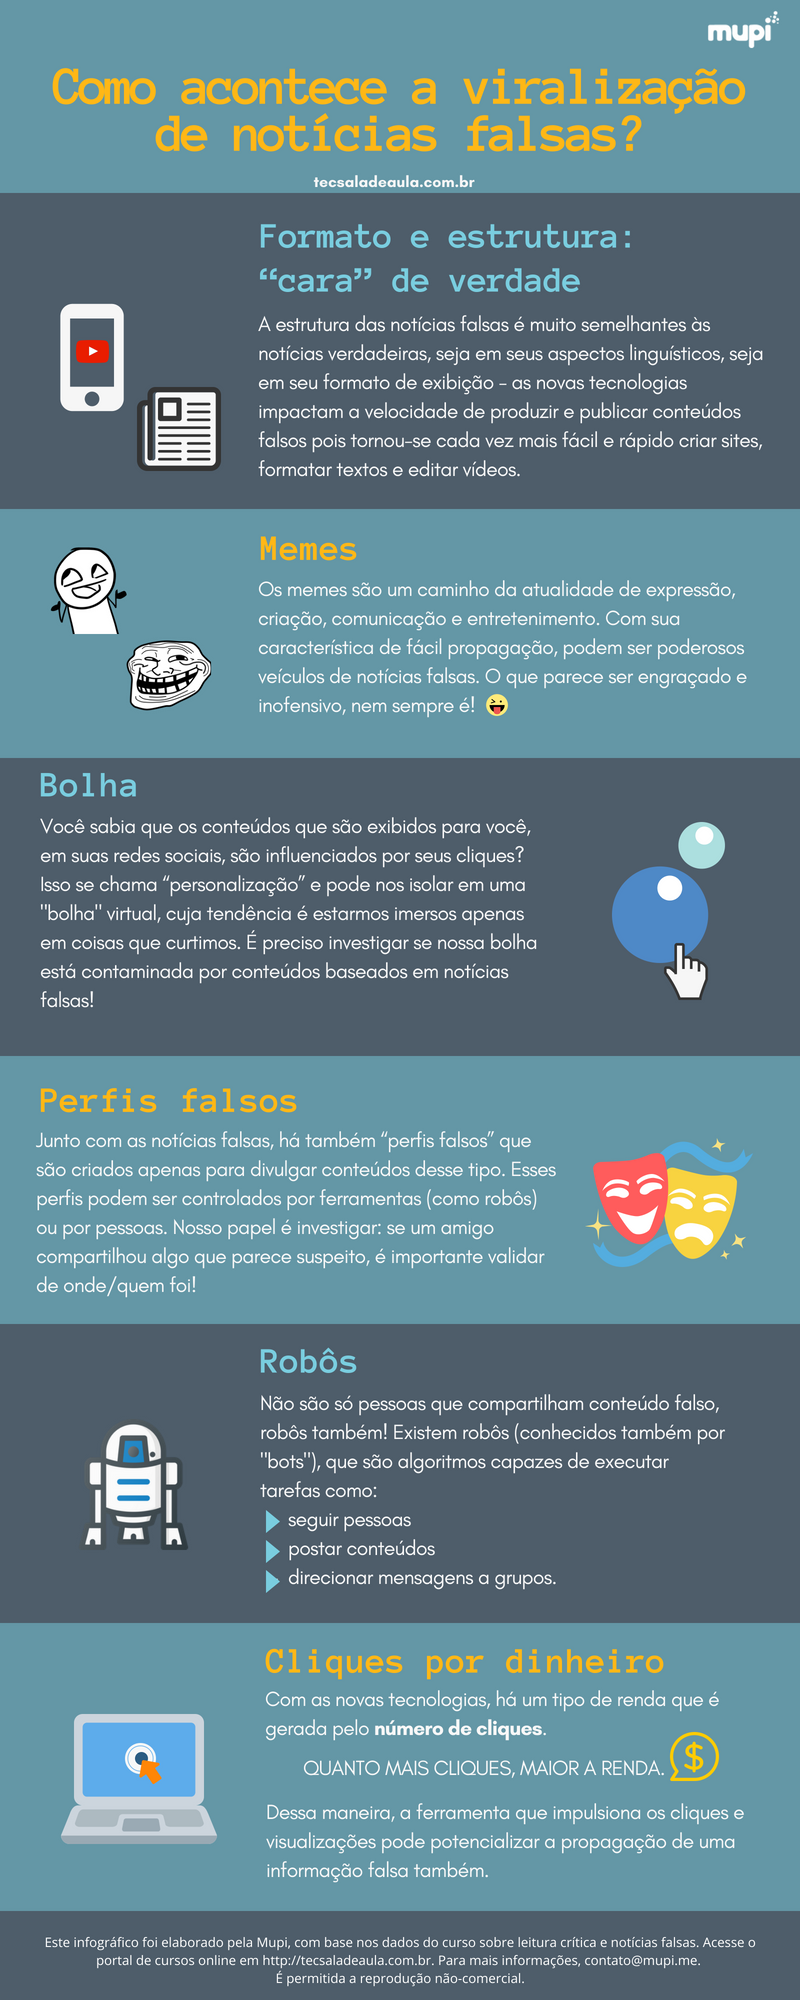 mupi
Como acontece a viralização
de notícias falsas?
tecsaladeaula.com.br
Formato e estrutura:
“cara” de verdade
A estrutura das notícias falsas é muito semelhantes às
notícias verdadeiras, seja em seus aspectos linguísticos, seja
em seu formato de exibição - as novas tecnologias
impactam a velocidade de produzir e publicar conteúdos
falsos pois tornou-se cada vez mais fácil e rápido criar sites,
formatar textos e editar vídeos.
Memes
Os memes são um caminho da atualidade de expressão,
criação, comunicação e entretenimento. Com sua
característica de fácil propagação, podem ser poderosos
veículos de notícias falsas. O que parece ser engraçado e
inofensivo, nem sempre é! 😜
Bolha
Você sabia que os conteúdos que são exibidos para você,
em suas redes sociais, são influenciados por seus cliques?
Isso se chama “personalização” e pode nos isolar em uma
"bolha" virtual, cuja tendência é estarmos imersos apenas
em coisas que curtimos. É preciso investigar se nossa bolha
está contaminada por conteúdos baseados em notícias
falsas!
Perfis falsos
Junto com as notícias falsas, há também “perfis falsos” que
são criados apenas para divulgar conteúdos desse tipo. Esses
perfis podem ser controlados por ferramentas (como robôs)
ou por pessoas. Nosso papel é investigar: se um amigo
compartilhou algo que parece suspeito, é importante validar
de onde/quem foi!
Robôs
Não são só pessoas que compartilham conteúdo falso,
robôs também! Existem robôs (conhecidos também por
"bots"), que são algoritmos capazes de executar
tarefas como:
seguir pessoas
postar conteúdos
direcionar mensagens a grupos.
Cliques por dinheiro
Com as novas tecnologias, há um tipo de renda que é
gerada pelo número de cliques.
QUANTO MAIS CLIQUES, MAIOR A RENDA. $
Dessa maneira, a ferramenta que impulsiona os cliques e
visualizações pode potencializar a propagação de uma
informação falsa também.
Este infográfico foi elaborado pela Mupi, com base nos dados do curso sobre leitura crítica e notícias falsas. Acesse o
portal de cursos online em http://tecsaladeaula.com.br. Para mais informações, contato@mupi.me.
É permitida a reprodução não-comercial.